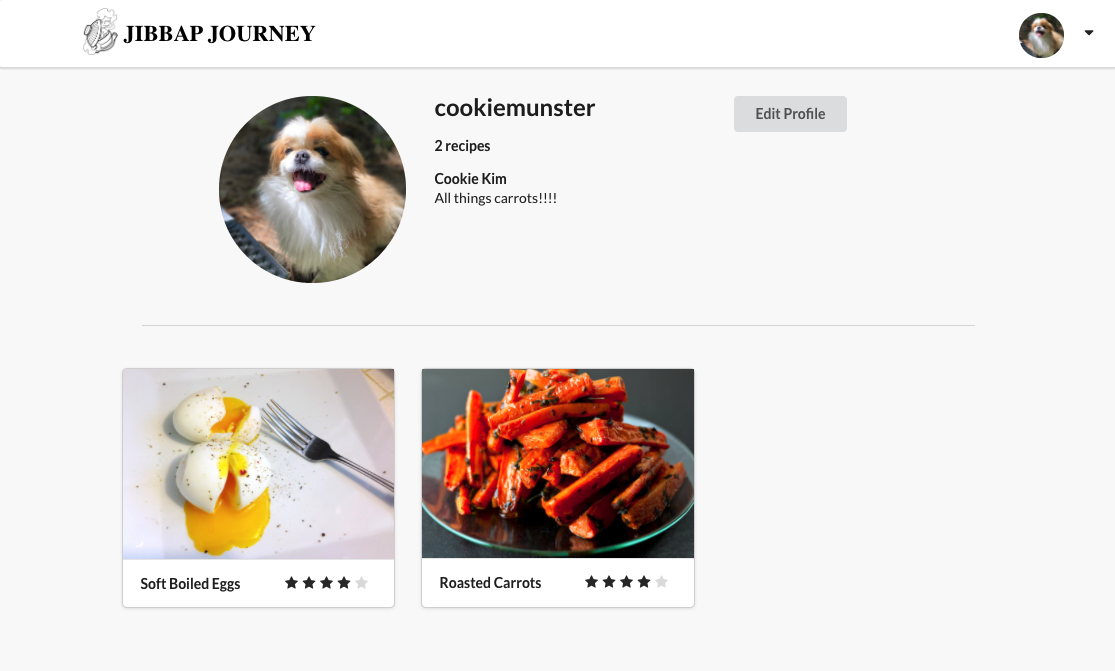 JIBBAP JOURNEY
cookiemunster
Edit Profile
2 recipes
Cookie Kim
All things carrots!!!!
Soft Boiled Eggs
Roasted Carrots